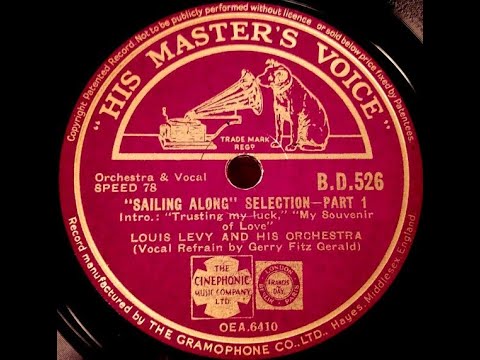 Copyright. Patented Record. Not to be publicly performed without licence or sold below price fixed by Patentees.
"HIS MASTER'S VOICE"
TRADE MARK
REGD
Orchestra & Vocal
SPEED 78
B.D.526
"SAILING ALONG" SELECTION—PART 1
Intro.: "Trusting my luck," "My Souvenir
of Love"
LOUIS LEVY AND HIS ORCHESTRA
(Vocal Refrain by Gerry Fitz Gerald)
THE
CINEPHONIC
MUSIC COMPANY
LTD.
LONDON
FRANCIS
& DAY
OEA.6410
Record manufactured by THE GRAMOPHONE CO., LTD., Hayes, Middlesex, England